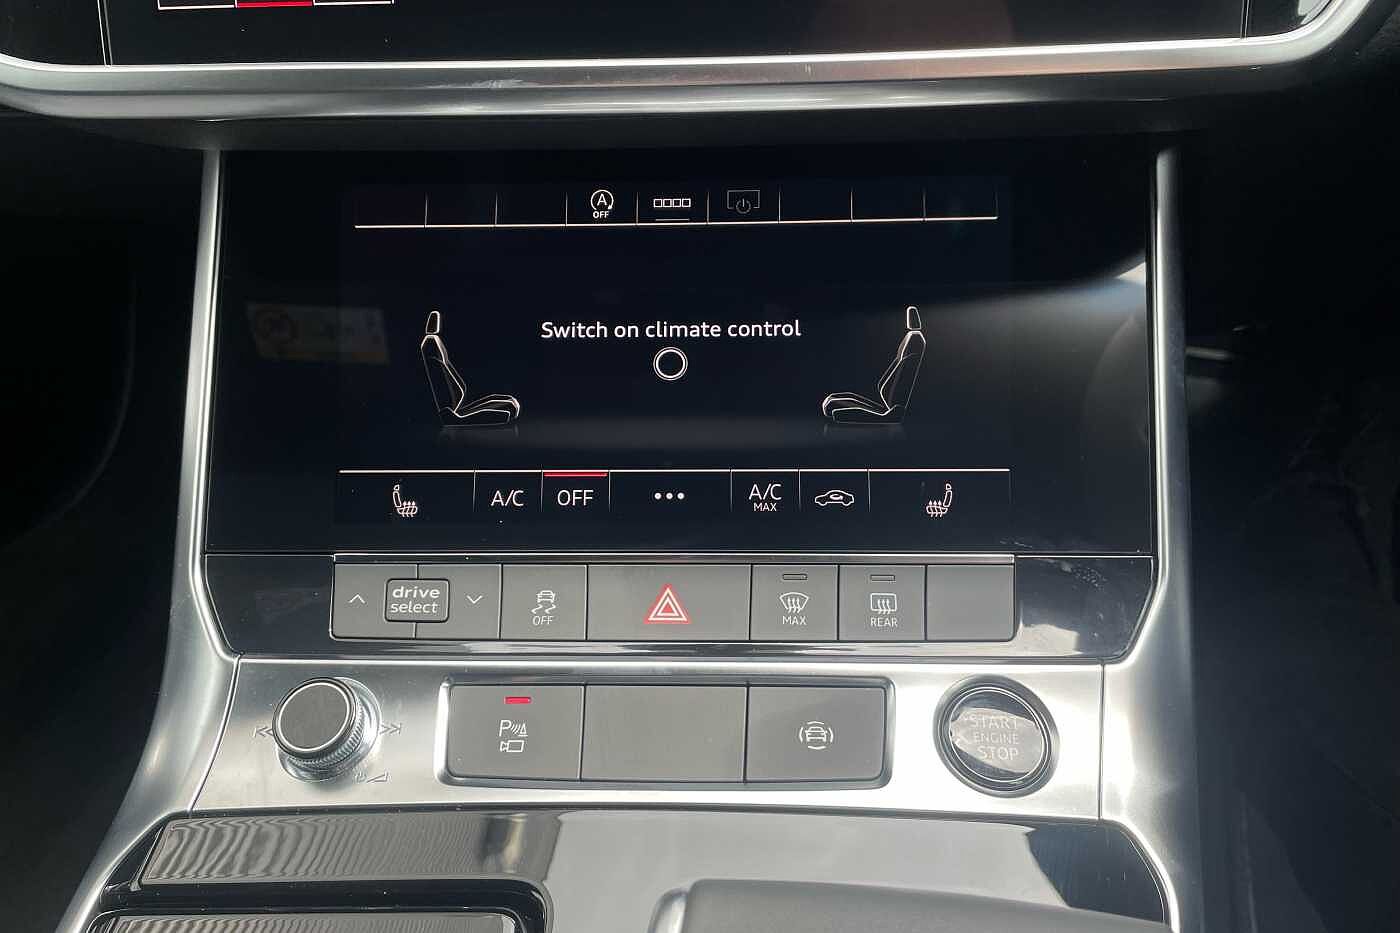 A
OFF
Switch on climate control
A/C
OFF
A/C
MAX
drive
select
OFF
MAX
REAR
P
START
ENGINE
STOP